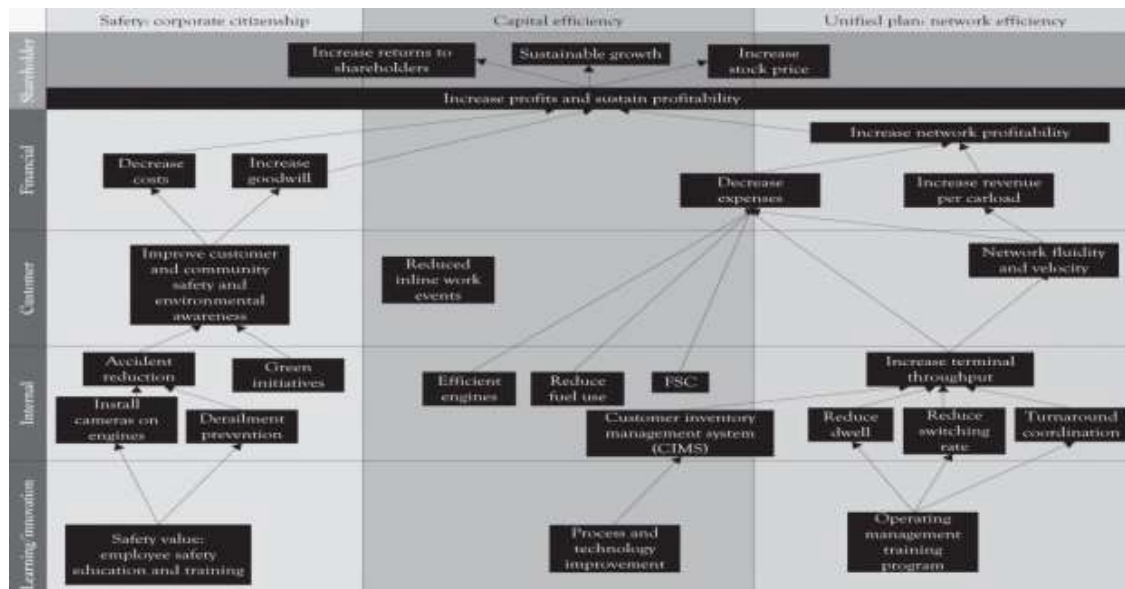 Safety: corporate citizenship
Capital efficiency
Unified plan: network efficiency
Shareholder
Increase returns to
shareholders
Sustainable growth
Increase
stock price
Increase profits and sustain profitability
Financial
Decrease
costs
Increase
goodwill
Increase network profitability
Decrease
expenses
Increase revenue
per carload
Customer
Improve customer
and community
safety and
environmental
awareness
Reduced
inline work
events
Network fluidity
and velocity
Internal
Accident
reduction
Green
initiatives
Install
cameras on
engines
Derailment
prevention
Efficient
engines
Reduce
fuel use
FSC
Customer inventory
management system
(CIMS)
Increase terminal
throughput
Reduce
dwell
Reduce
switching
rate
Turnaround
coordination
Learning/innovation
Safety value:
employee safety
education and training
Process and
technology
improvement
Operating
management
training
program